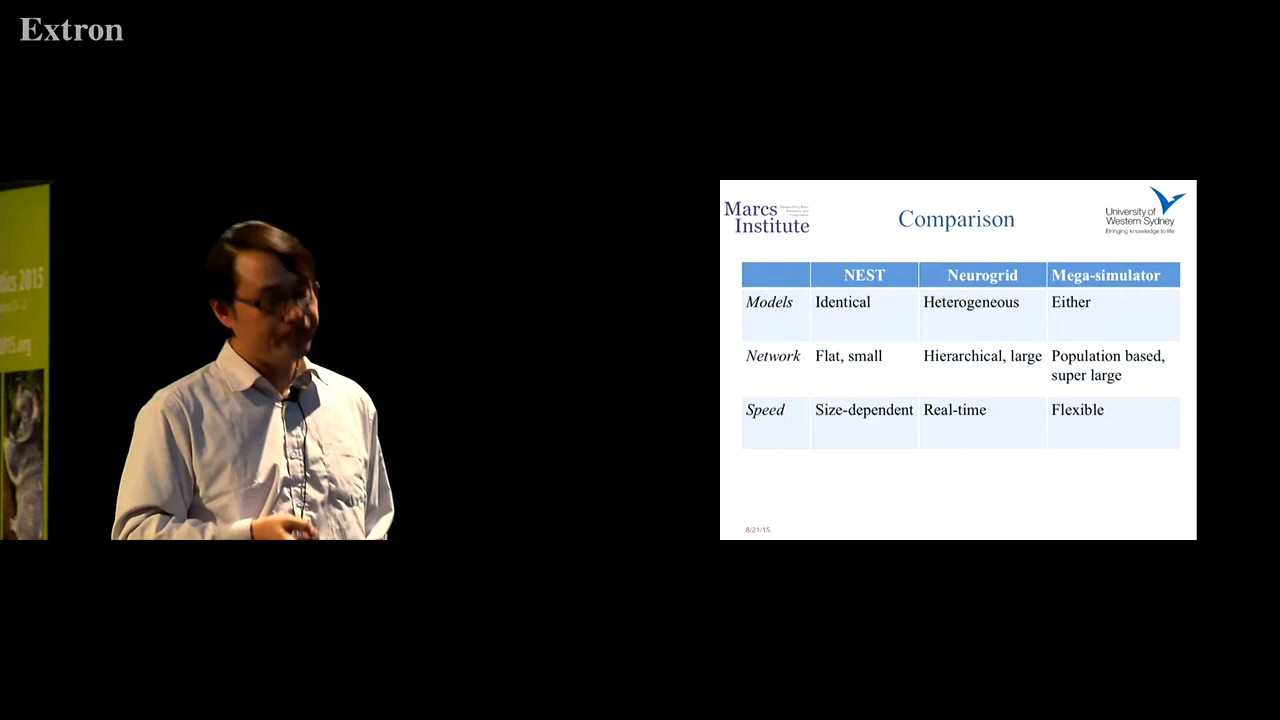 Extron
tics 2015
Marcs
Institute
Comparison
University of
Western Sydney
Bringing knowledge to life
NEST Neurogrid Mega-simulator
Models Identical Heterogeneous Either
Network Flat, small Hierarchical, large Population based,
super large
Speed Size-dependent Real-time Flexible
8/21/15